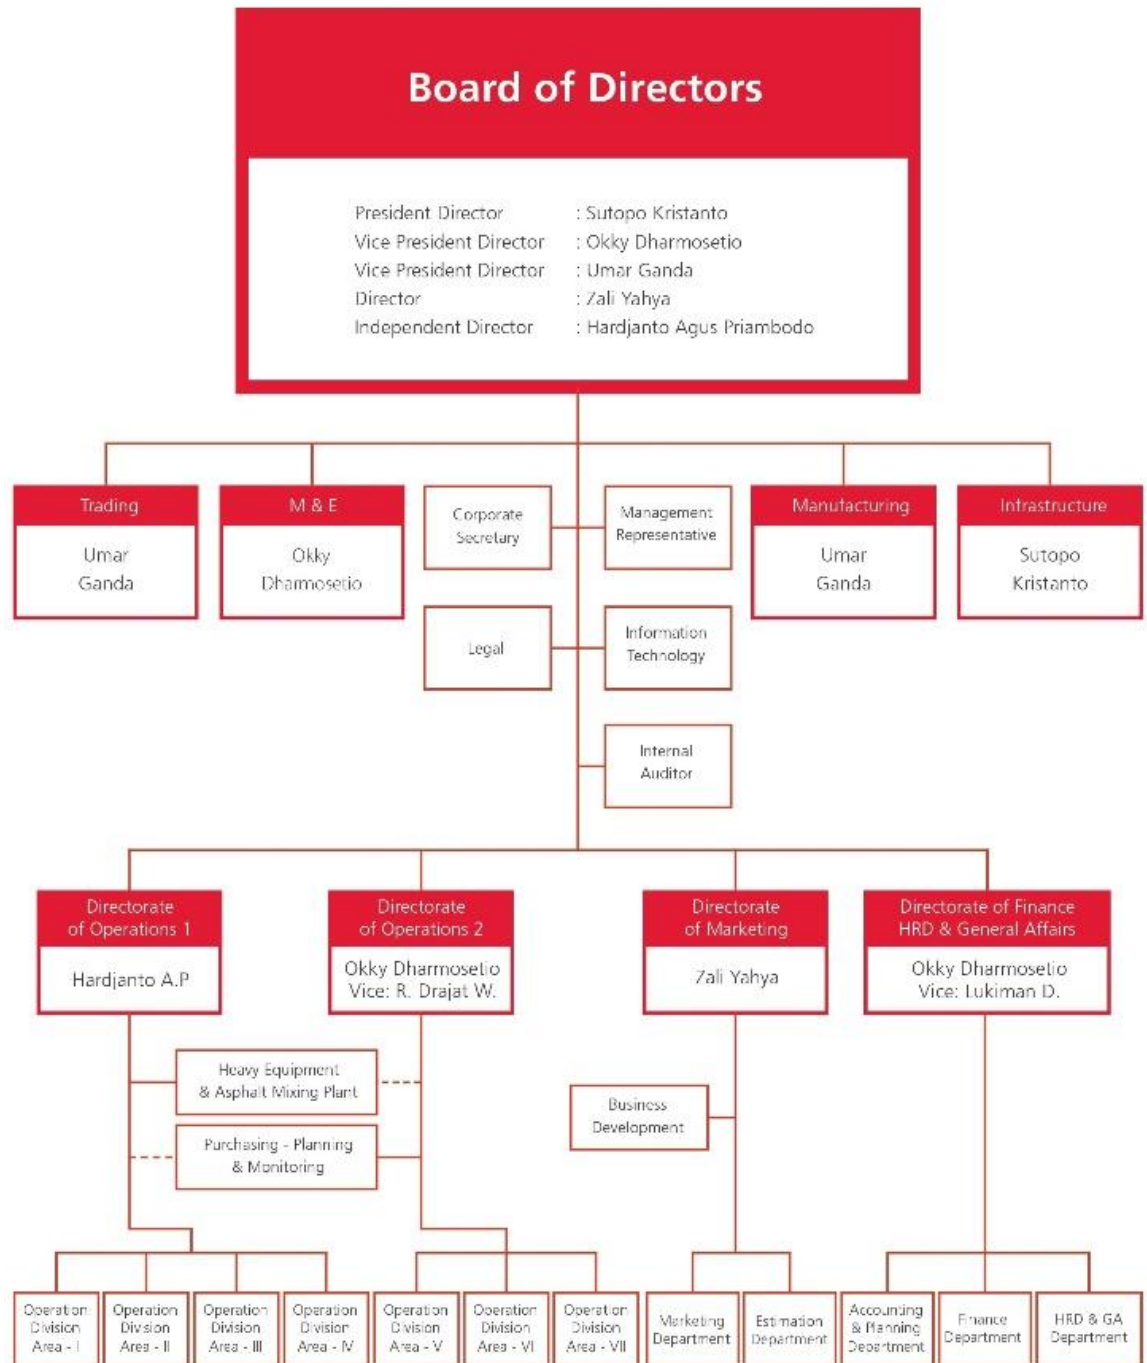 Board of Directors
President Director : Sutopo Kristanto
Vice President Director : Okky Dharmosetio
Vice President Director : Umar Ganda
Director : Zali Yahya
Independent Director : Hardjanto Agus Priambodo
Trading
Umar
Ganda
M & E
Okky
Dharmosetio
Corporate
Secretary
Management
Representative
Manufacturing
Umar
Ganda
Infrastructure
Sutopo
Kristanto
Legal
Information
Technology
Internal
Auditor
Directorate
of Operations 1
Hardjanto A.P
Directorate
of Operations 2
Okky Dharmosetio
Vice: R. Drajat W.
Directorate
of Marketing
Zali Yahya
Directorate of Finance
HRD & General Affairs
Okky Dharmosetio
Vice: Lukiman D.
Heavy Equipment
& Asphalt Mixing Plant
Purchasing - Planning
& Monitoring
Business
Development
Operation
Division
Area - I
Operation
Division
Area - II
Operation
Division
Area - III
Operation
Division
Area - IV
Operation
Division
Area - V
Operation
Division
Area - VI
Operation
Division
Area - VII
Marketing
Department
Estimation
Department
Accounting
& Planning
Department
Finance
Department
HRD & GA
Department